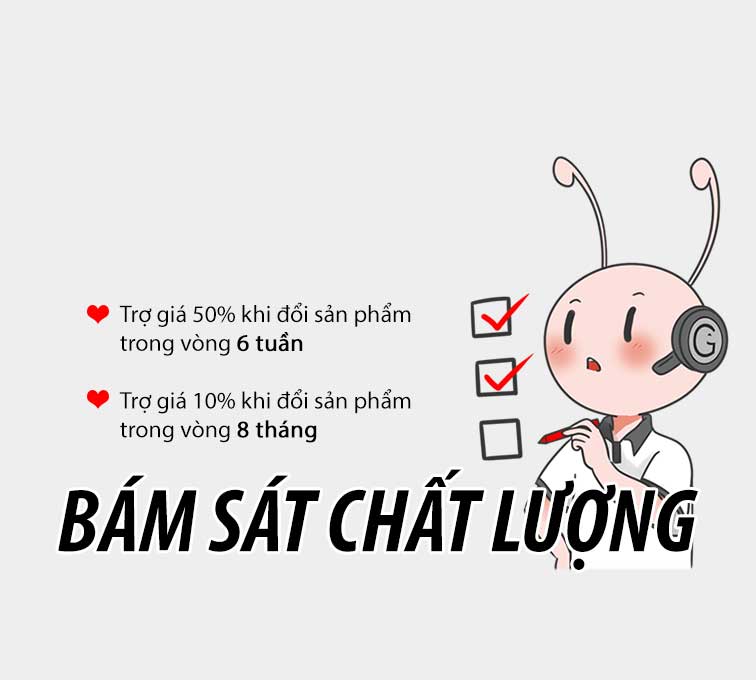 Trợ giá 50% khi đổi sản phẩm
trong vòng 6 tuần
Trợ giá 10% khi đổi sản phẩm
trong vòng 8 tháng
G
BÁM SÁT CHẤT LƯỢNG